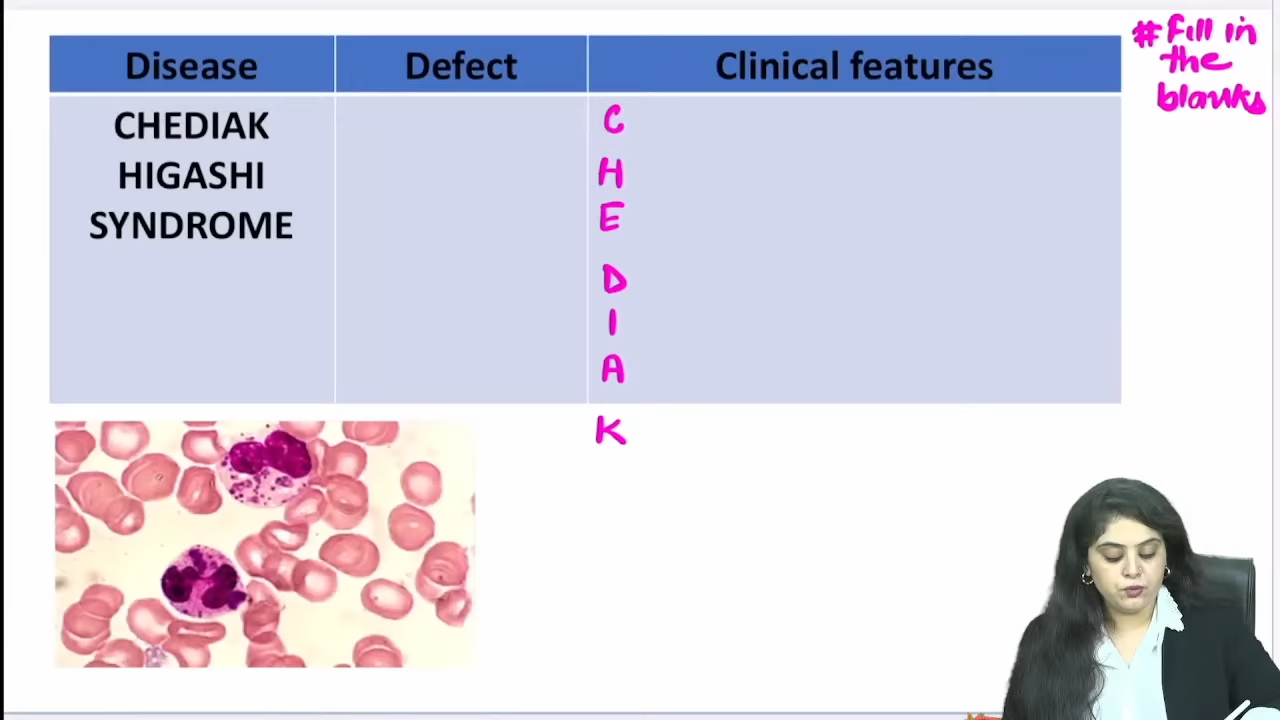 Disease
Defect
Clinical features
# Fill in
the
blanks
CHEDIAK
HIGASHI
SYNDROME
C
H
E
D
I
A
K